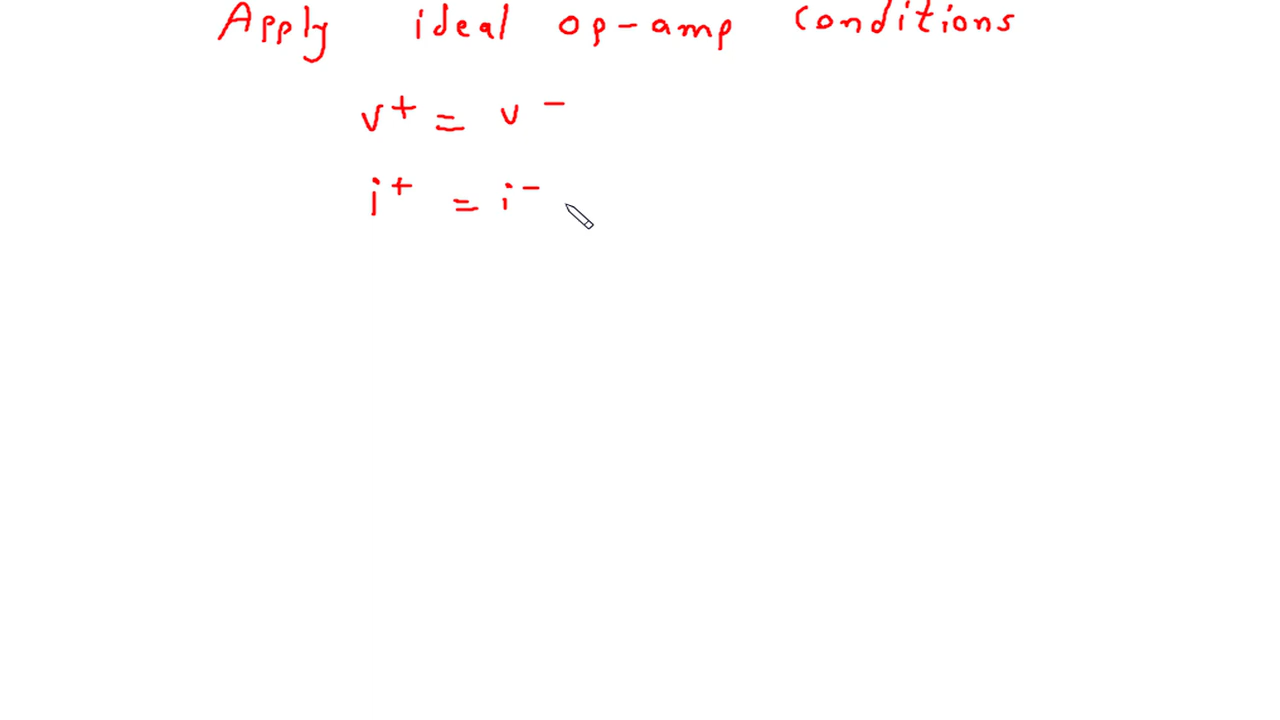 Apply ideal op-amp conditions
v⁺ = v⁻
i⁺ = i⁻